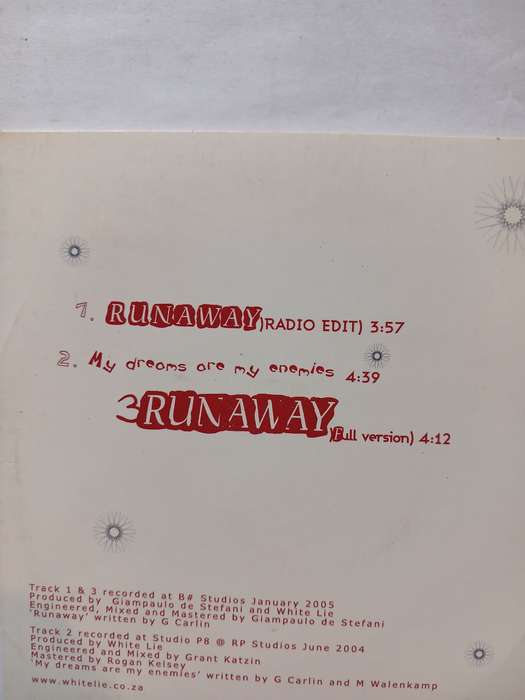 1. RUNAWAY)RADIO EDIT) 3:57
2. My dreams are my enemies 4:39
3RUNAWAY)Full version) 4:12
Track 1 & 3 recorded at B# Studios January 2005
Produced by Giampaulo de Stefani and White Lie
Engineered, Mixed and Mastered by Giampaulo de Stefani
'Runaway' written by G Carlin
Track 2 recorded at Studio P8 @ RP Studios June 2004
Produced by White Lie
Engineered and Mixed by Grant Katzin
Mastered by Rogan Kelsey
'My dreams are my enemies' written by G Carlin and M Walenkamp
www.whitelie.co.za